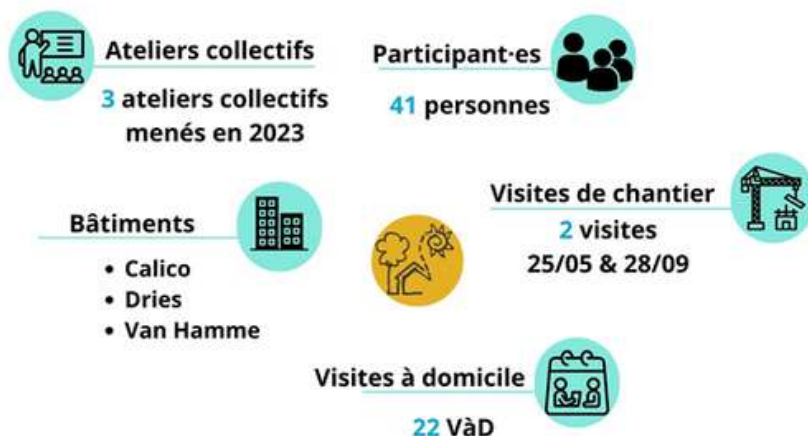 Ateliers collectifs
3 ateliers collectifs
menés en 2023
Participant·es
41 personnes
Bâtiments
• Calico
• Dries
• Van Hamme
Visites de chantier
2 visites
25/05 & 28/09
Visites à domicile
22 VàD